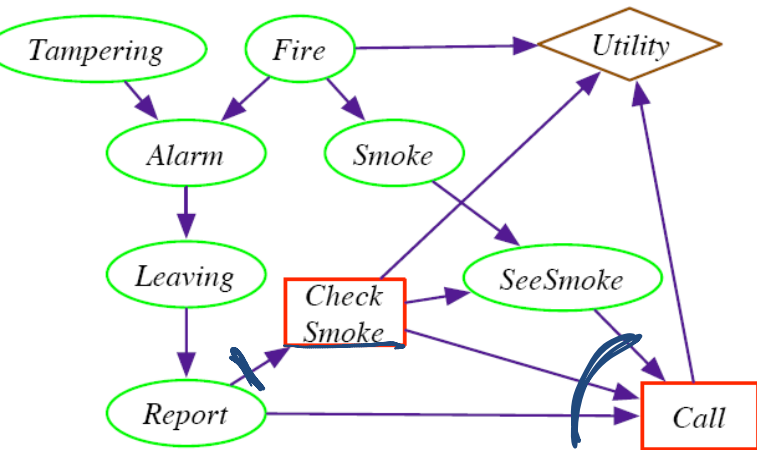 Tampering
Fire
Utility
Alarm
Smoke
Leaving
Check
Smoke
SeeSmoke
Report
Call